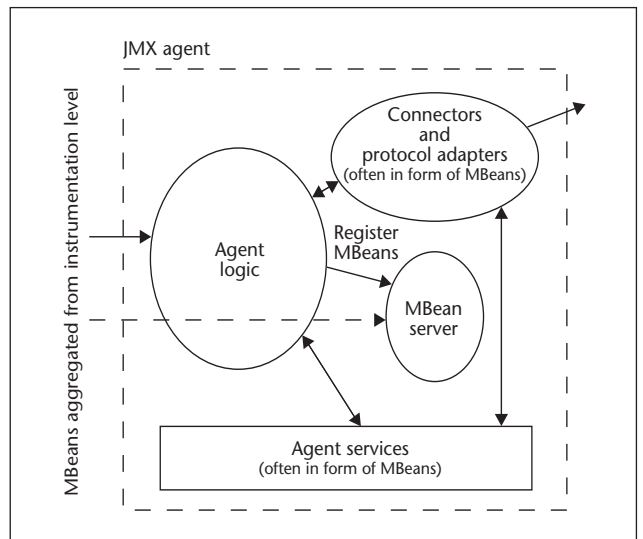 JMX agent
MBeans aggregated from instrumentation level
Connectors
and
protocol adapters
(often in form of MBeans)
Agent
logic
Register
MBeans
MBean
server
Agent services
(often in form of MBeans)